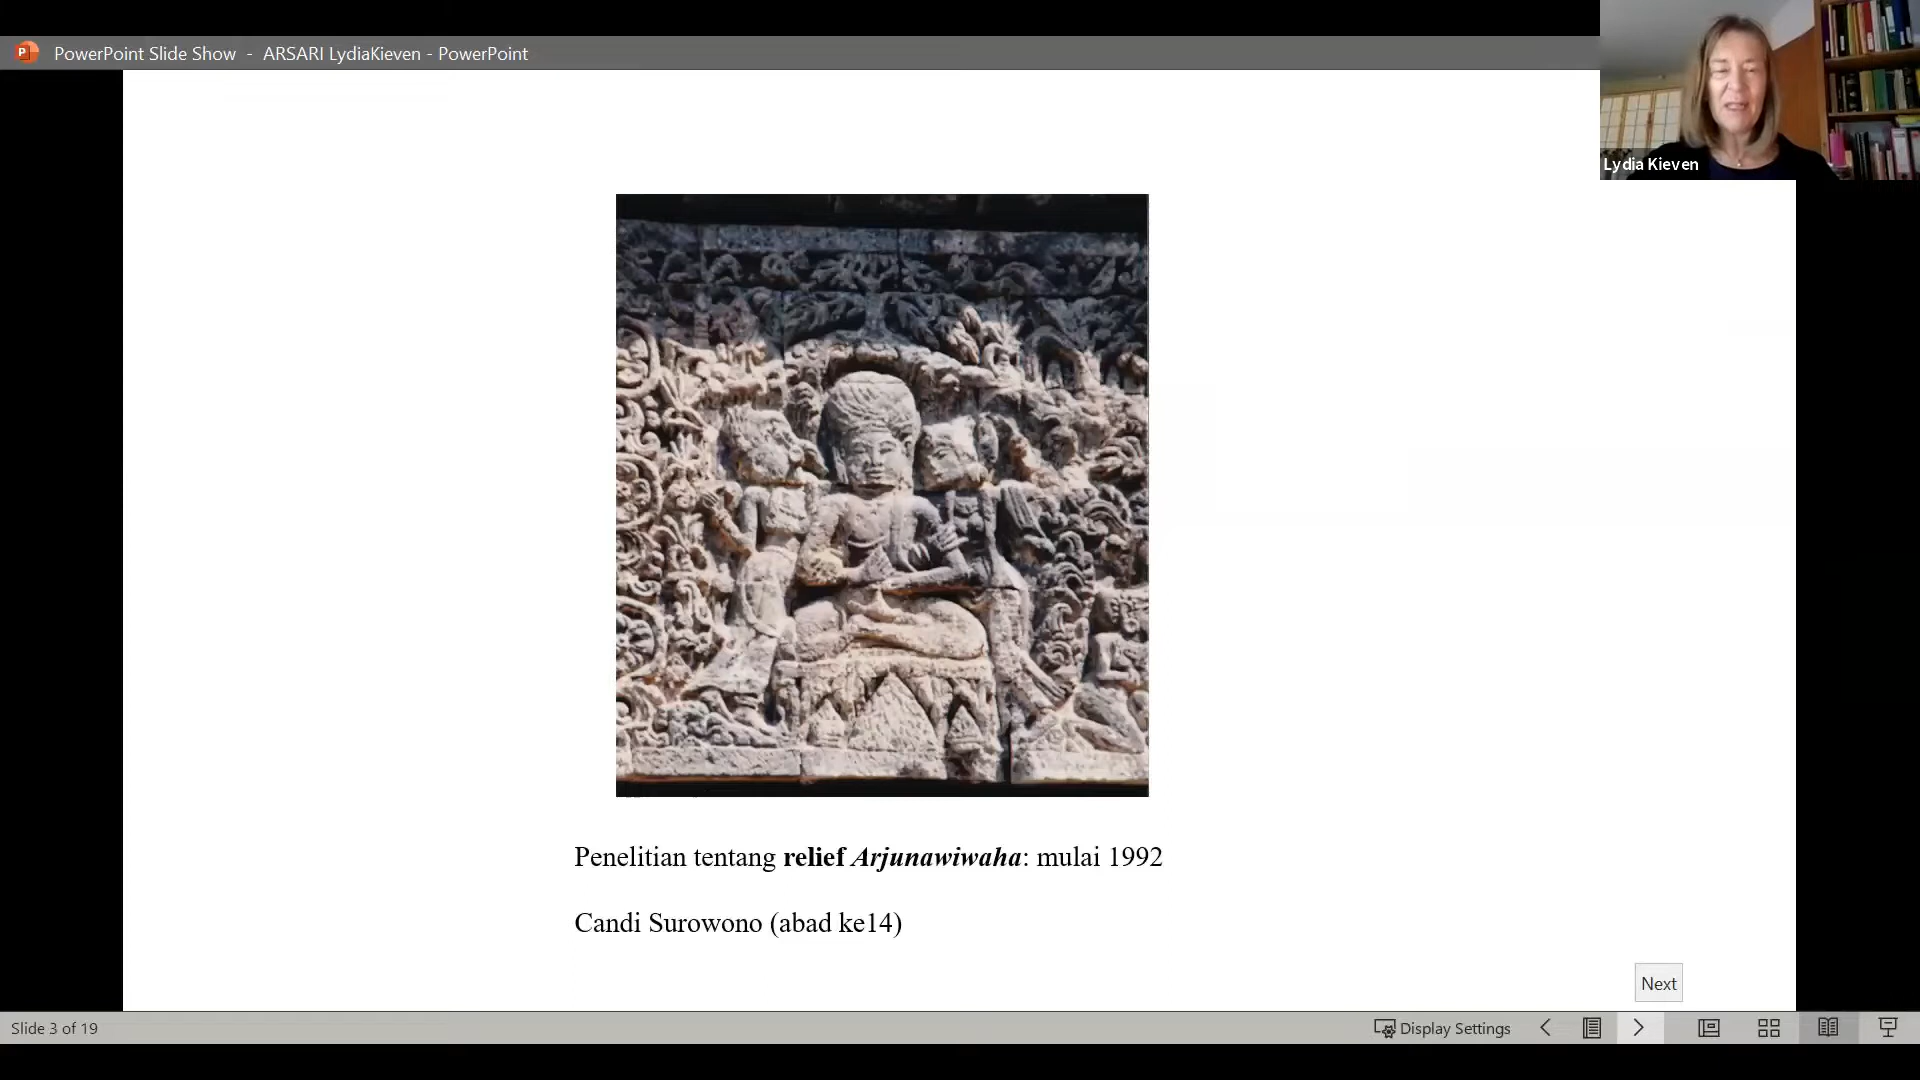 PowerPoint Slide Show - ARSARI LydiaKieven - PowerPoint
Lydia Kieven
Penelitian tentang relief Arjunawiwaha: mulai 1992
Candi Surowono (abad ke14)
Next
Slide 3 of 19
Display Settings